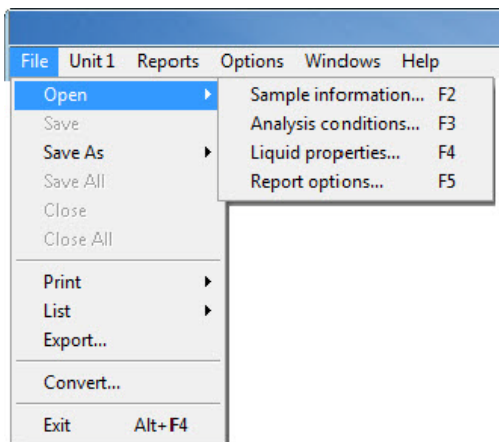 File Unit 1 Reports Options Windows Help
Open
Save
Save As
Save All
Close
Close All
Print
List
Export...
Convert...
Exit Alt+F4
Sample information... F2
Analysis conditions... F3
Liquid properties... F4
Report options... F5